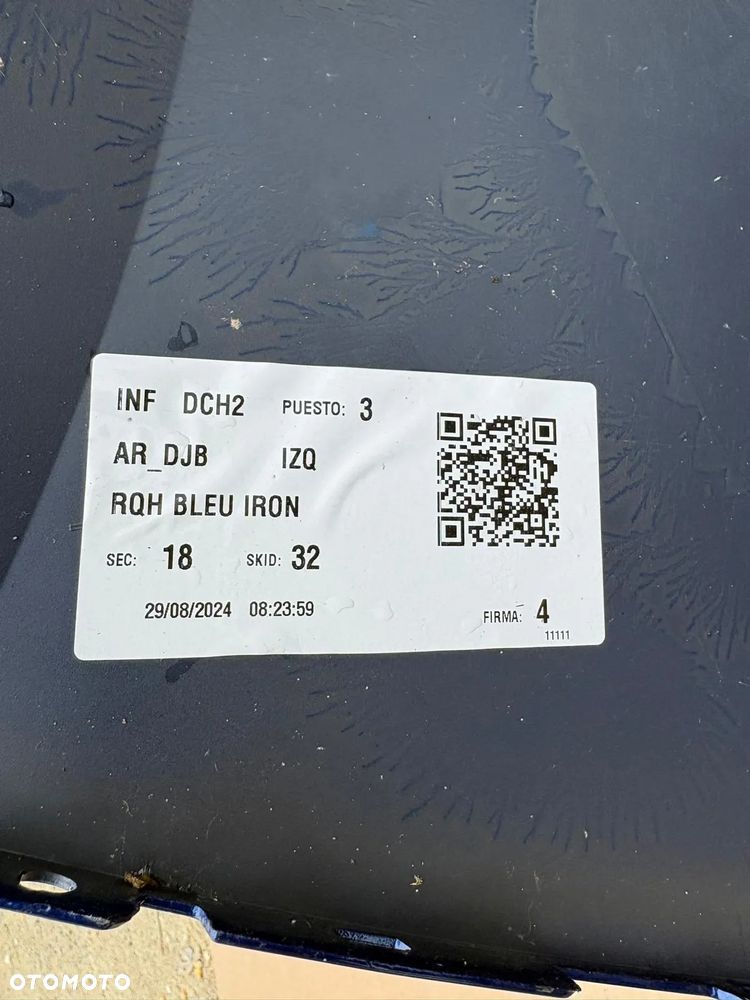 INF DCH2 PUESTO: 3
AR_DJB IZQ
RQH BLEU IRON
SEC: 18 SKID: 32
29/08/2024 08:23:59 FIRMA: 4
11111
OTOMOTO